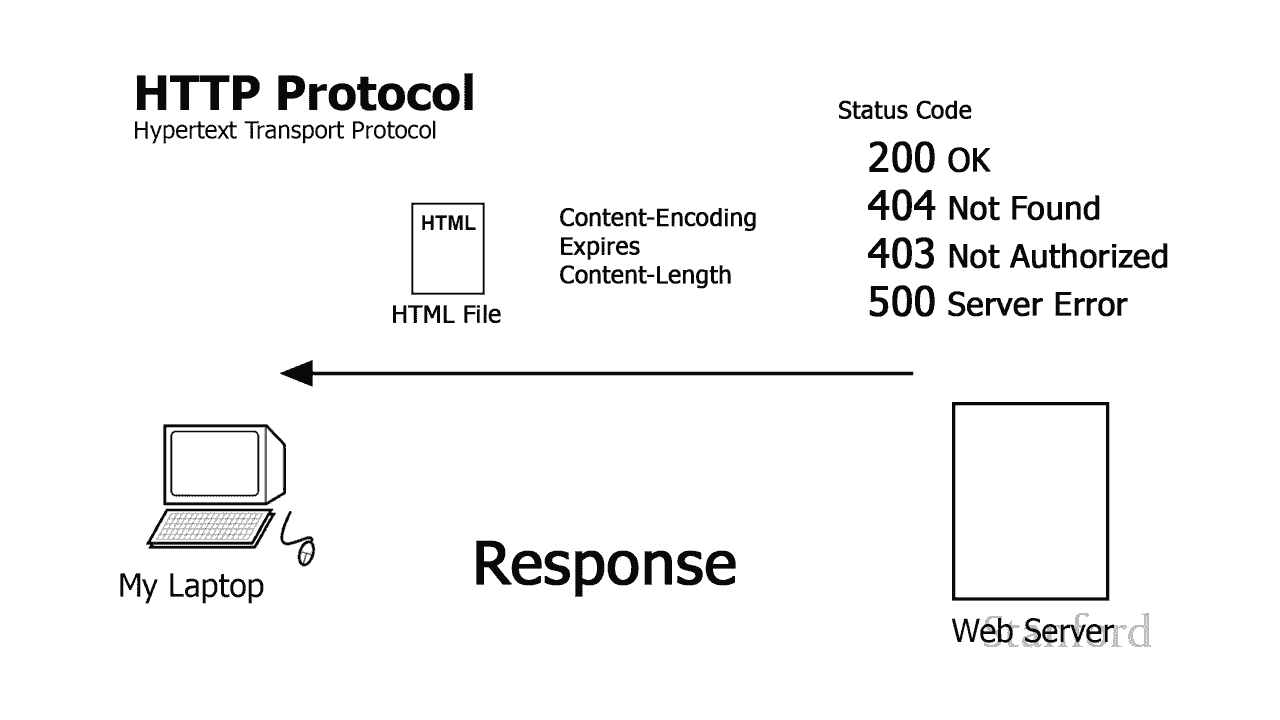 HTTP Protocol
Hypertext Transport Protocol
Status Code
200 OK
404 Not Found
403 Not Authorized
500 Server Error
HTML
HTML File
Content-Encoding
Expires
Content-Length
My Laptop
Response
Web Server
Stanford